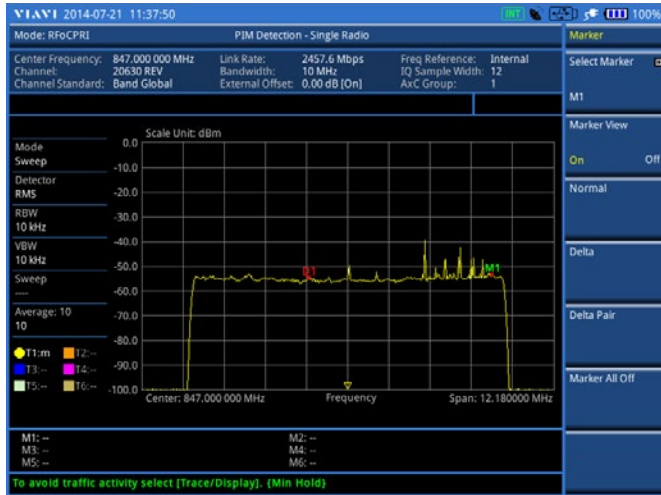 VIAVI 2014-07-21 11:37:50 INT 100%
Mode: RFoCPRI PIM Detection - Single Radio Marker
Center Frequency: 847.000 000 MHz Link Rate: 2457.6 Mbps Freq Reference: Internal
Channel: 20630 REV Bandwidth: 10 MHz IQ Sample Width: 12
Channel Standard: Band Global External Offset: 0.00 dB [On] AxC Group: 1
Select Marker
M1
Marker View
On Off
Normal
Delta
Delta Pair
Marker All Off
Mode
Sweep
Detector
RMS
RBW
10 kHz
VBW
10 kHz
Sweep
----
Average: 10
10
T1:m T2:--
T3:-- T4:--
T5:-- T6:--
Scale Unit: dBm
0.0
-10.0
-20.0
-30.0
-40.0
-50.0
-60.0
-70.0
-80.0
-90.0
-100.0
D1 M1
Center: 847.000 000 MHz Frequency Span: 12.180000 MHz
M1: -- M2: --
M3: -- M4: --
M5: -- M6: --
To avoid traffic activity select [Trace/Display]. {Min Hold}